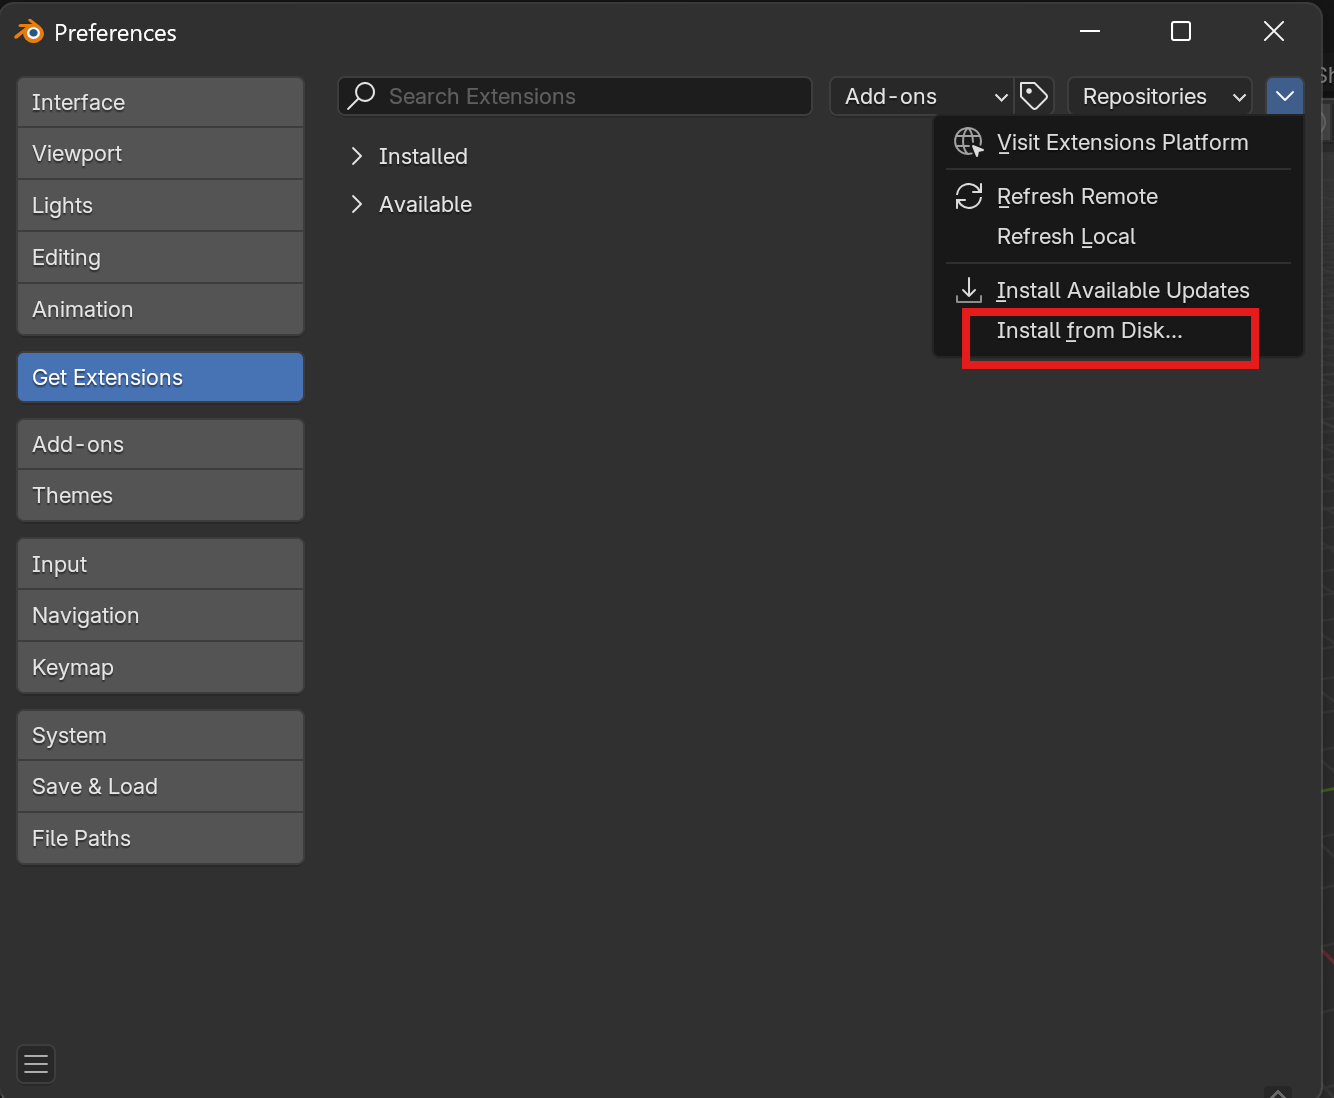 Preferences
Interface
Viewport
Lights
Editing
Animation
Get Extensions
Add-ons
Themes
Input
Navigation
Keymap
System
Save & Load
File Paths
Search Extensions
Add-ons
Repositories
Installed
Available
Visit Extensions Platform
Refresh Remote
Refresh Local
Install Available Updates
Install from Disk...
Sh